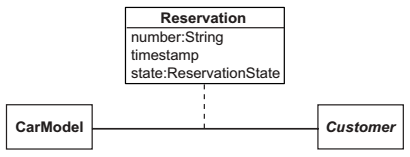 Reservation
number:String
timestamp
state:ReservationState
CarModel
Customer